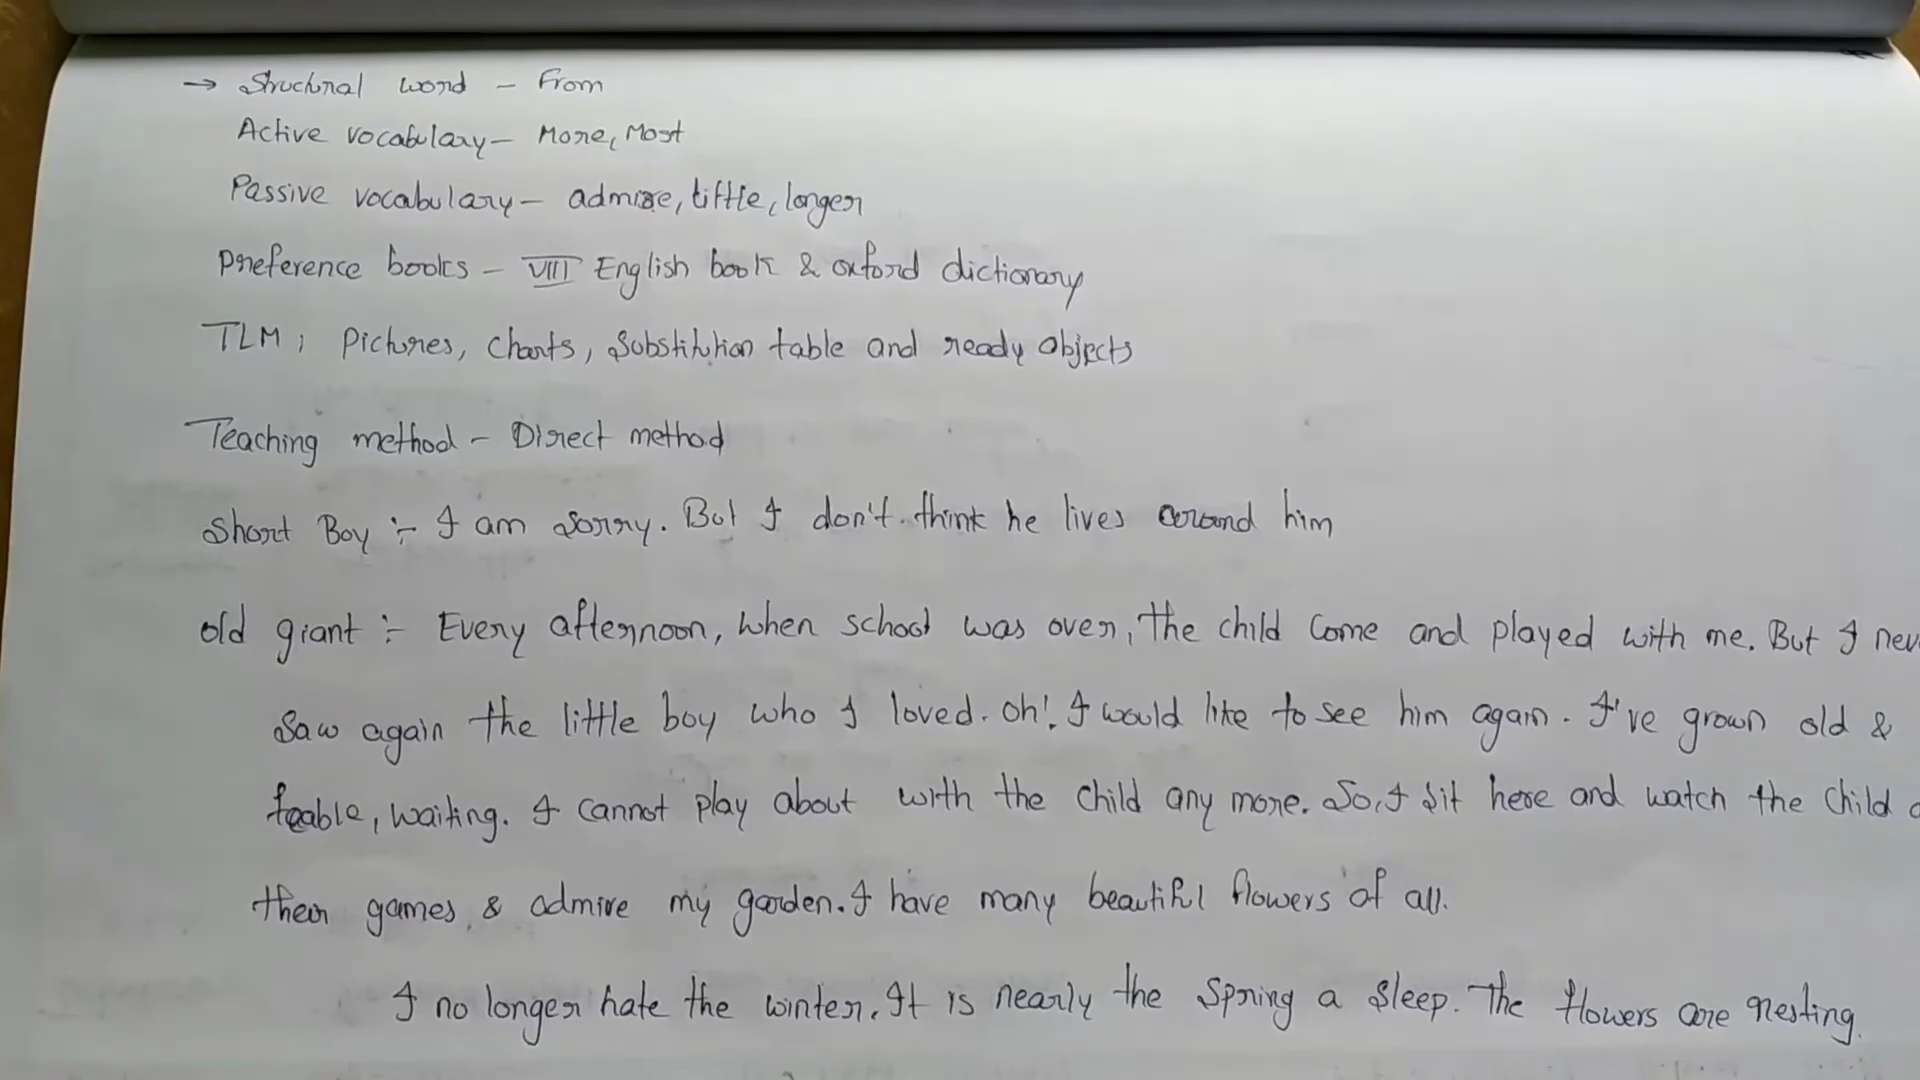 → Structural word - From
Active vocabulary - More, Most
Passive vocabulary - admire, little, longer
Preference books - VIII English book & oxford dictionary
TLM ; Pictures, charts, Substitution table and ready objects
Teaching method - Direct method
Short Boy :- I am sorry. But I don't think he lives around him
old giant :- Every afternoon, when school was over, the child come and played with me. But I nev
Saw again the little boy who I loved. oh! I would like to see him again. I've grown old &
feable, waiting. I cannot play about with the child any more. So, I sit here and watch the child
their games & admire my garden. I have many beautiful flowers of all.
I no longer hate the winter. It is nearly the Spring a sleep. The flowers are resting.